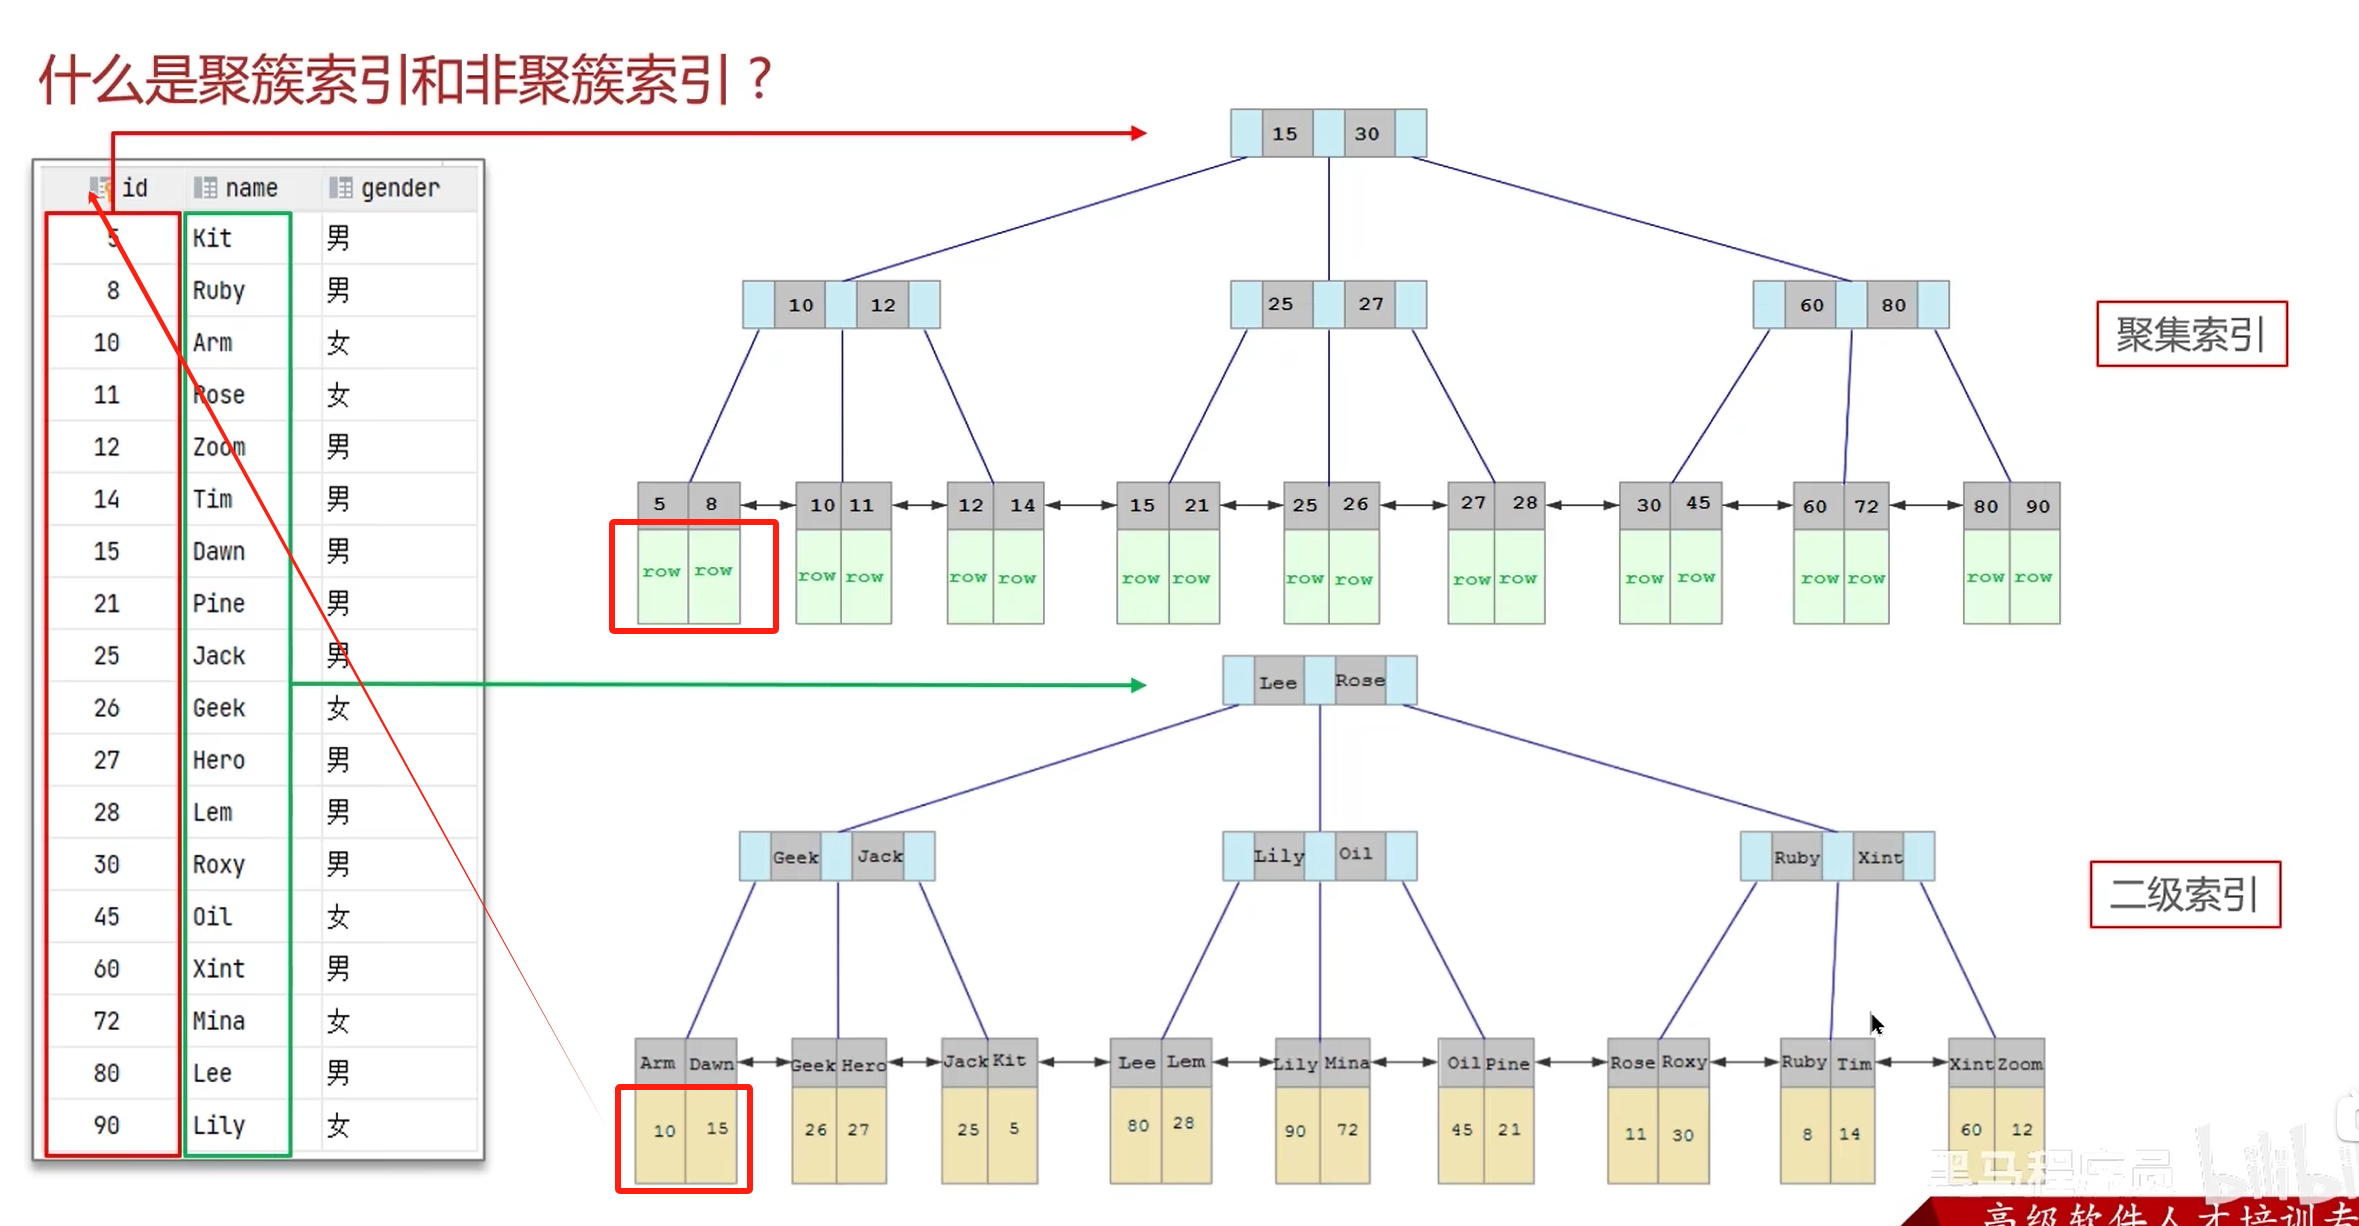 什么是聚簇索引和非聚簇索引？
id name gender
5 Kit 男
8 Ruby 男
10 Arm 女
11 Rose 女
12 Zoom 男
14 Tim 男
15 Dawn 男
21 Pine 男
25 Jack 男
26 Geek 女
27 Hero 男
28 Lem 男
30 Roxy 男
45 Oil 女
60 Xint 男
72 Mina 女
80 Lee 男
90 Lily 女
15 30
10 12 25 27 60 80
聚集索引
5 8 10 11 12 14 15 21 25 26 27 28 30 45 60 72 80 90
row row row row row row row row row row row row row row row row row row
Lee Rose
Geek Jack Lily Oil Ruby Xint
二级索引
Arm Dawn Geek Hero Jack Kit Lee Lem Lily Mina Oil Pine Rose Roxy Ruby Tim Xint Zoom
10 15 26 27 25 5 80 28 90 72 45 21 11 30 8 14 60 12
黑马程序员 bilibili
高级软件人才培训专